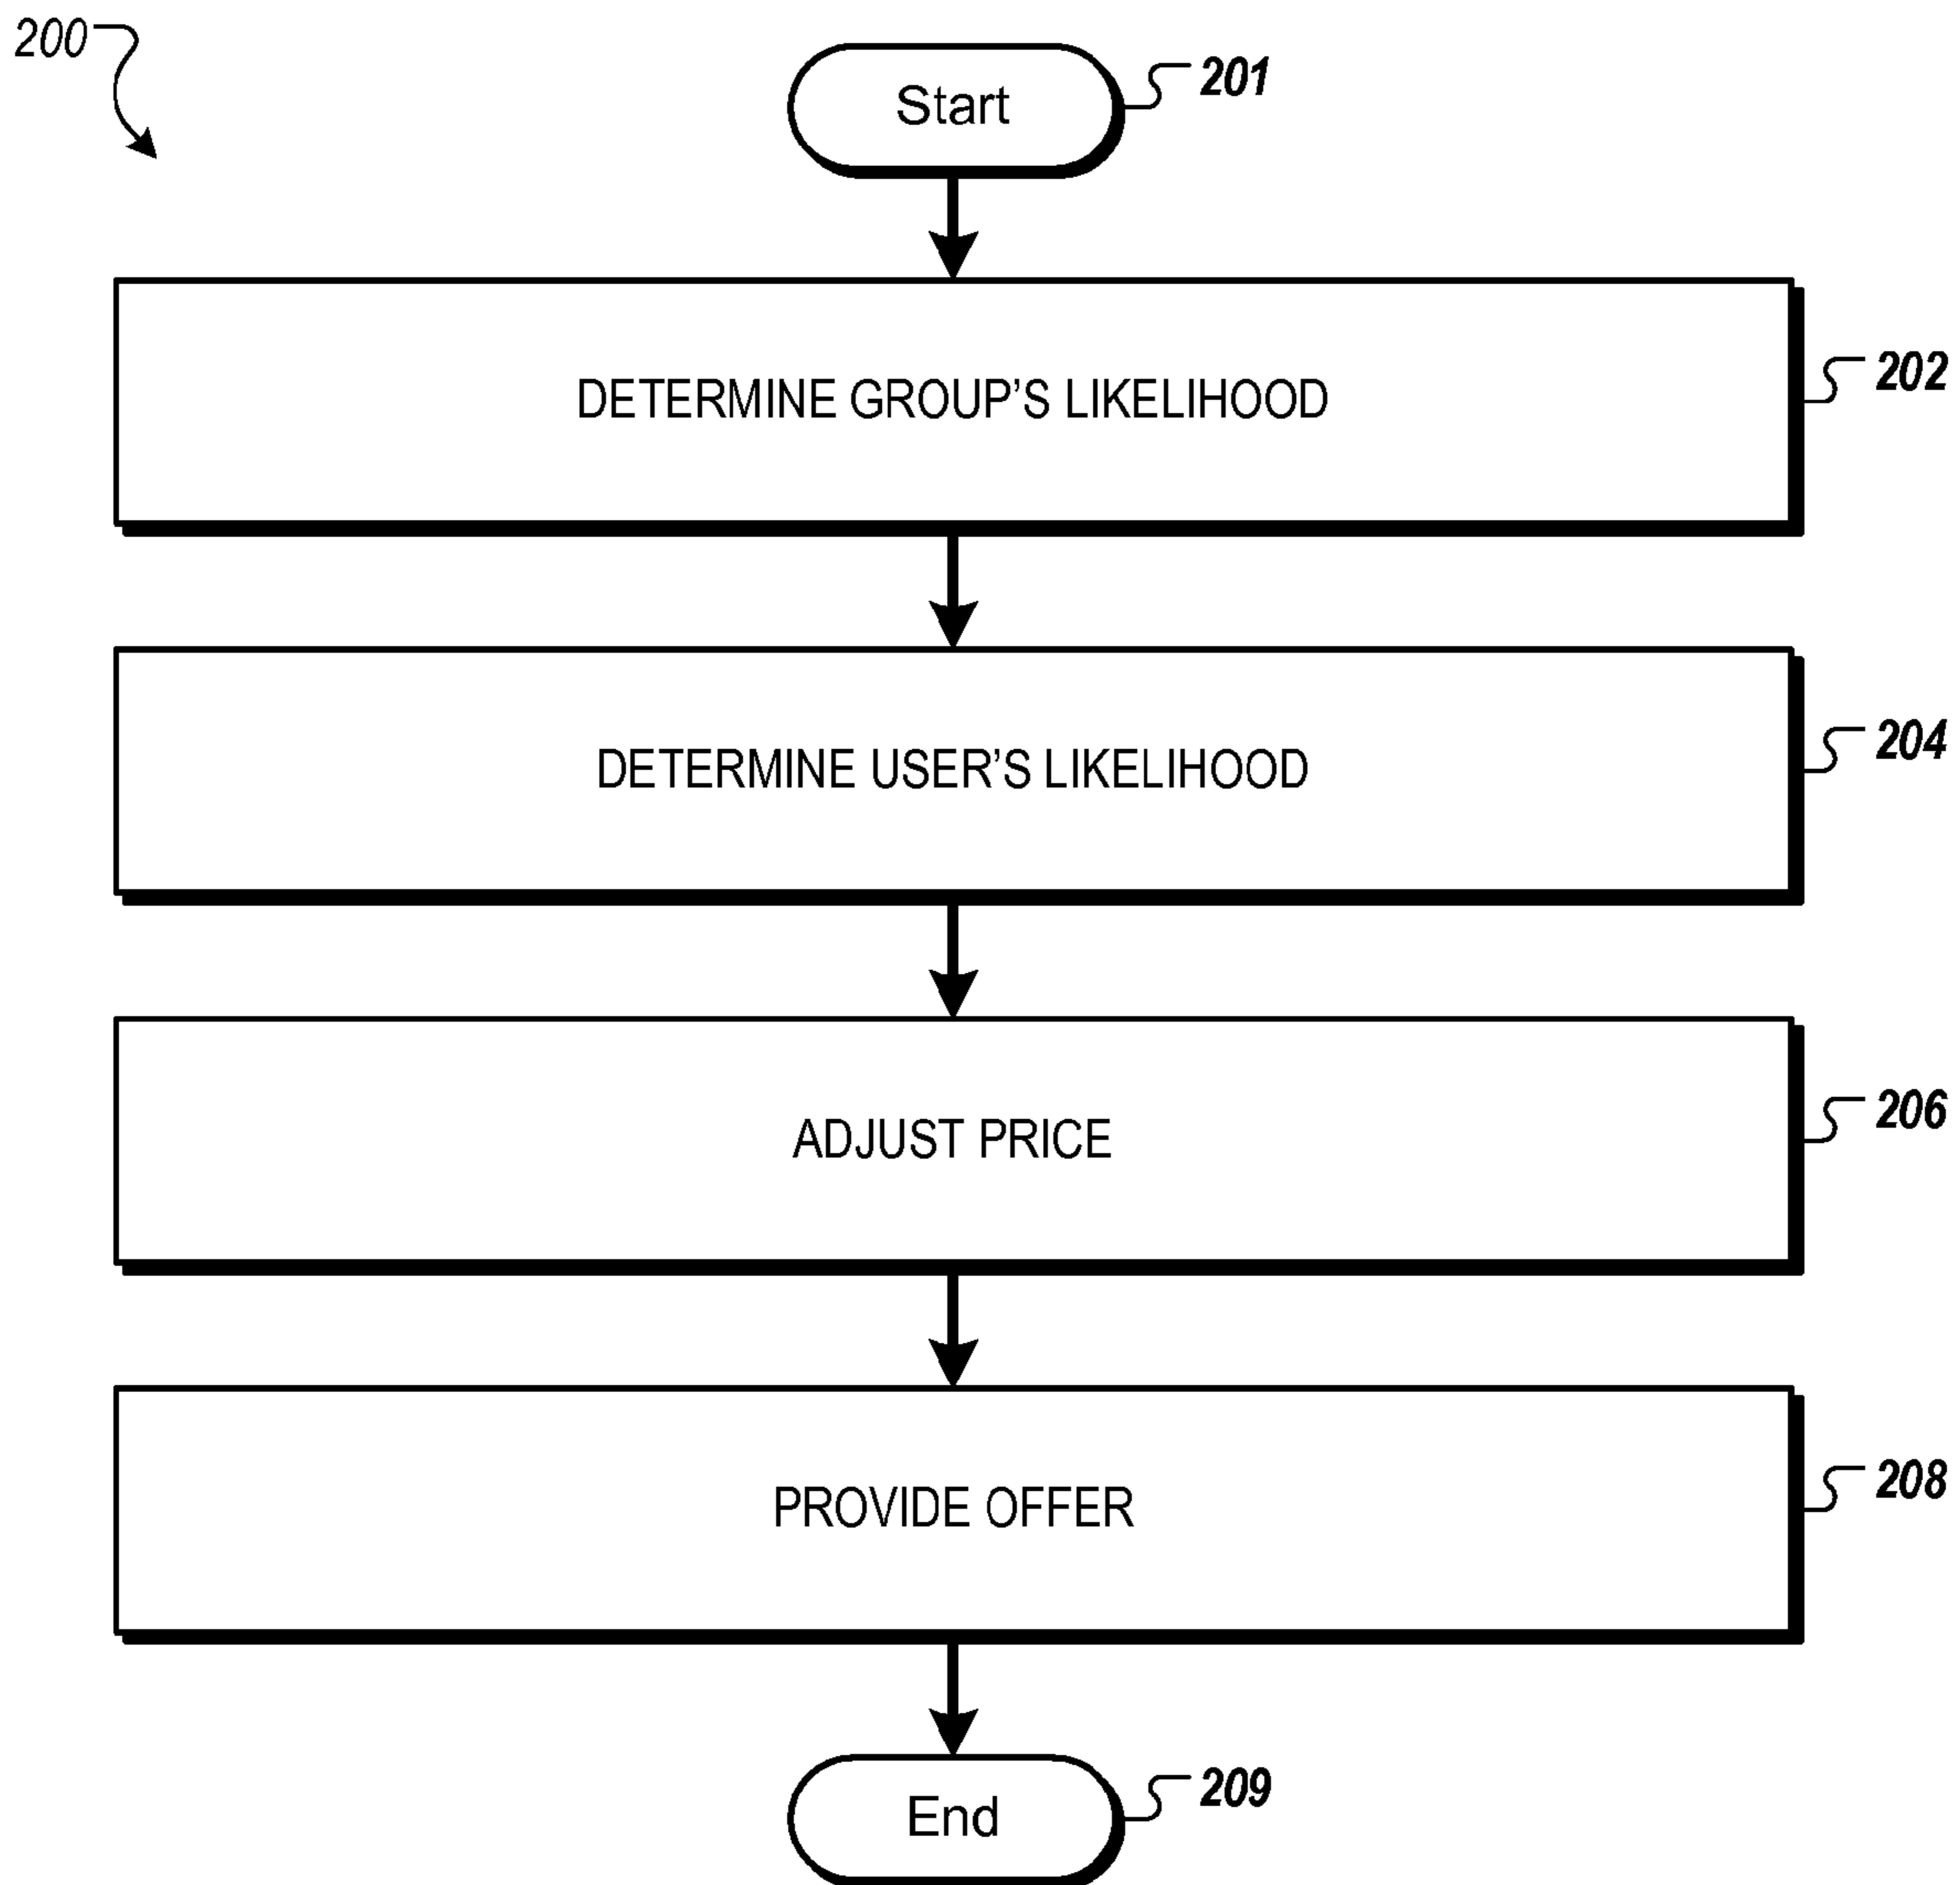 200
Start
201
DETERMINE GROUP’S LIKELIHOOD
202
DETERMINE USER’S LIKELIHOOD
204
ADJUST PRICE
206
PROVIDE OFFER
208
End
209